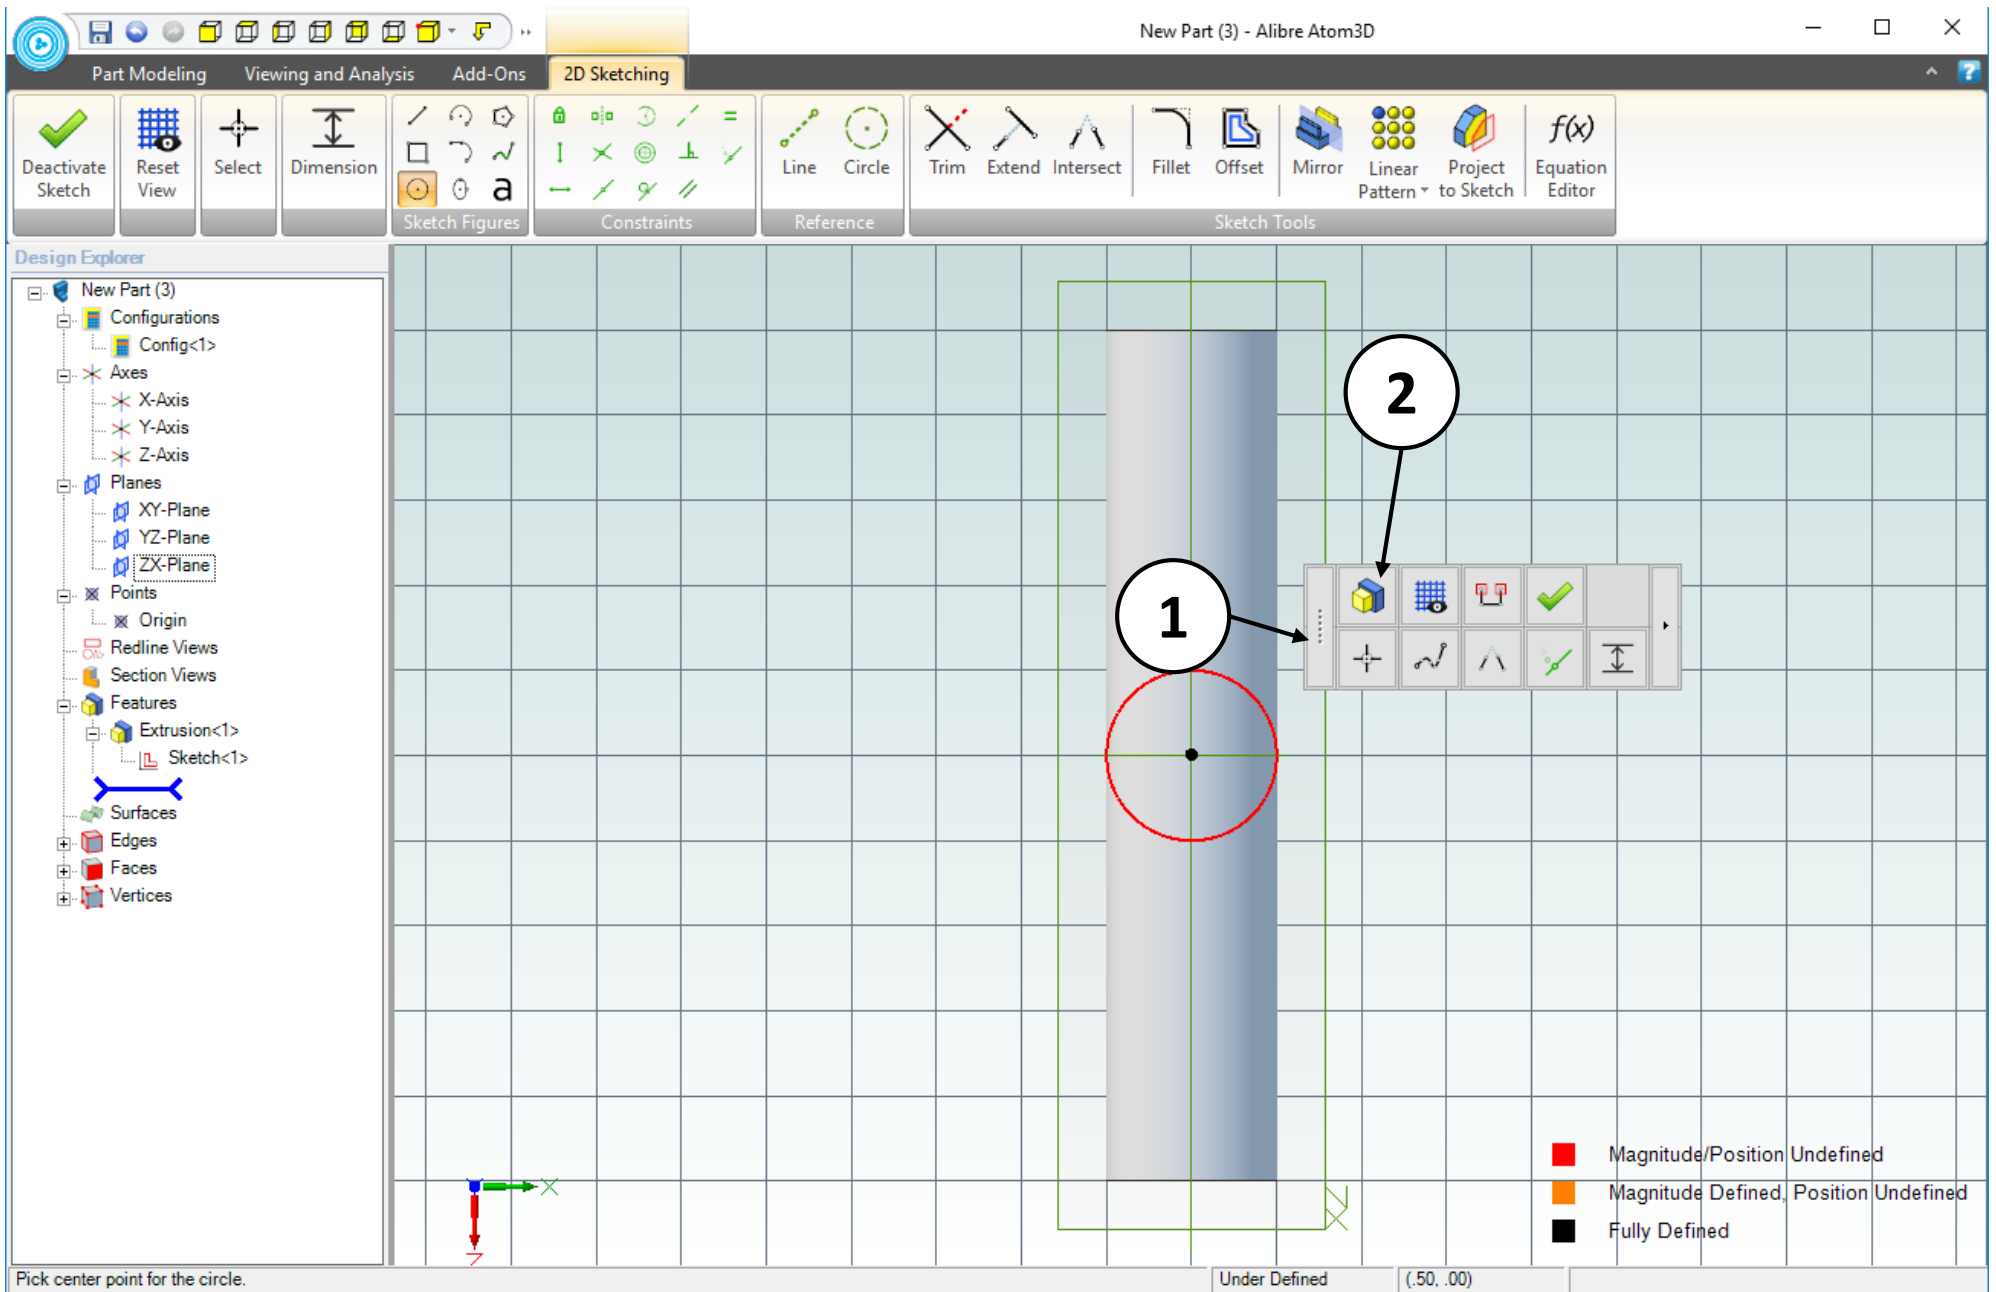 New Part (3) - Alibre Atom3D
Part Modeling Viewing and Analysis Add-Ons 2D Sketching
Deactivate Sketch
Reset View
Select
Dimension
a
Sketch Figures
Constraints
Line Circle
Reference
Trim Extend Intersect Fillet Offset Mirror Linear Pattern Project to Sketch
f(x)
Equation Editor
Sketch Tools
Design Explorer
New Part (3)
Configurations
Config<1>
Axes
X-Axis
Y-Axis
Z-Axis
Planes
XY-Plane
YZ-Plane
ZX-Plane
Points
Origin
Redline Views
Section Views
Features
Extrusion<1>
Sketch<1>
Surfaces
Edges
Faces
Vertices
2
1
X
Z
Magnitude/Position Undefined
Magnitude Defined, Position Undefined
Fully Defined
Pick center point for the circle.
Under Defined
(.50, .00)